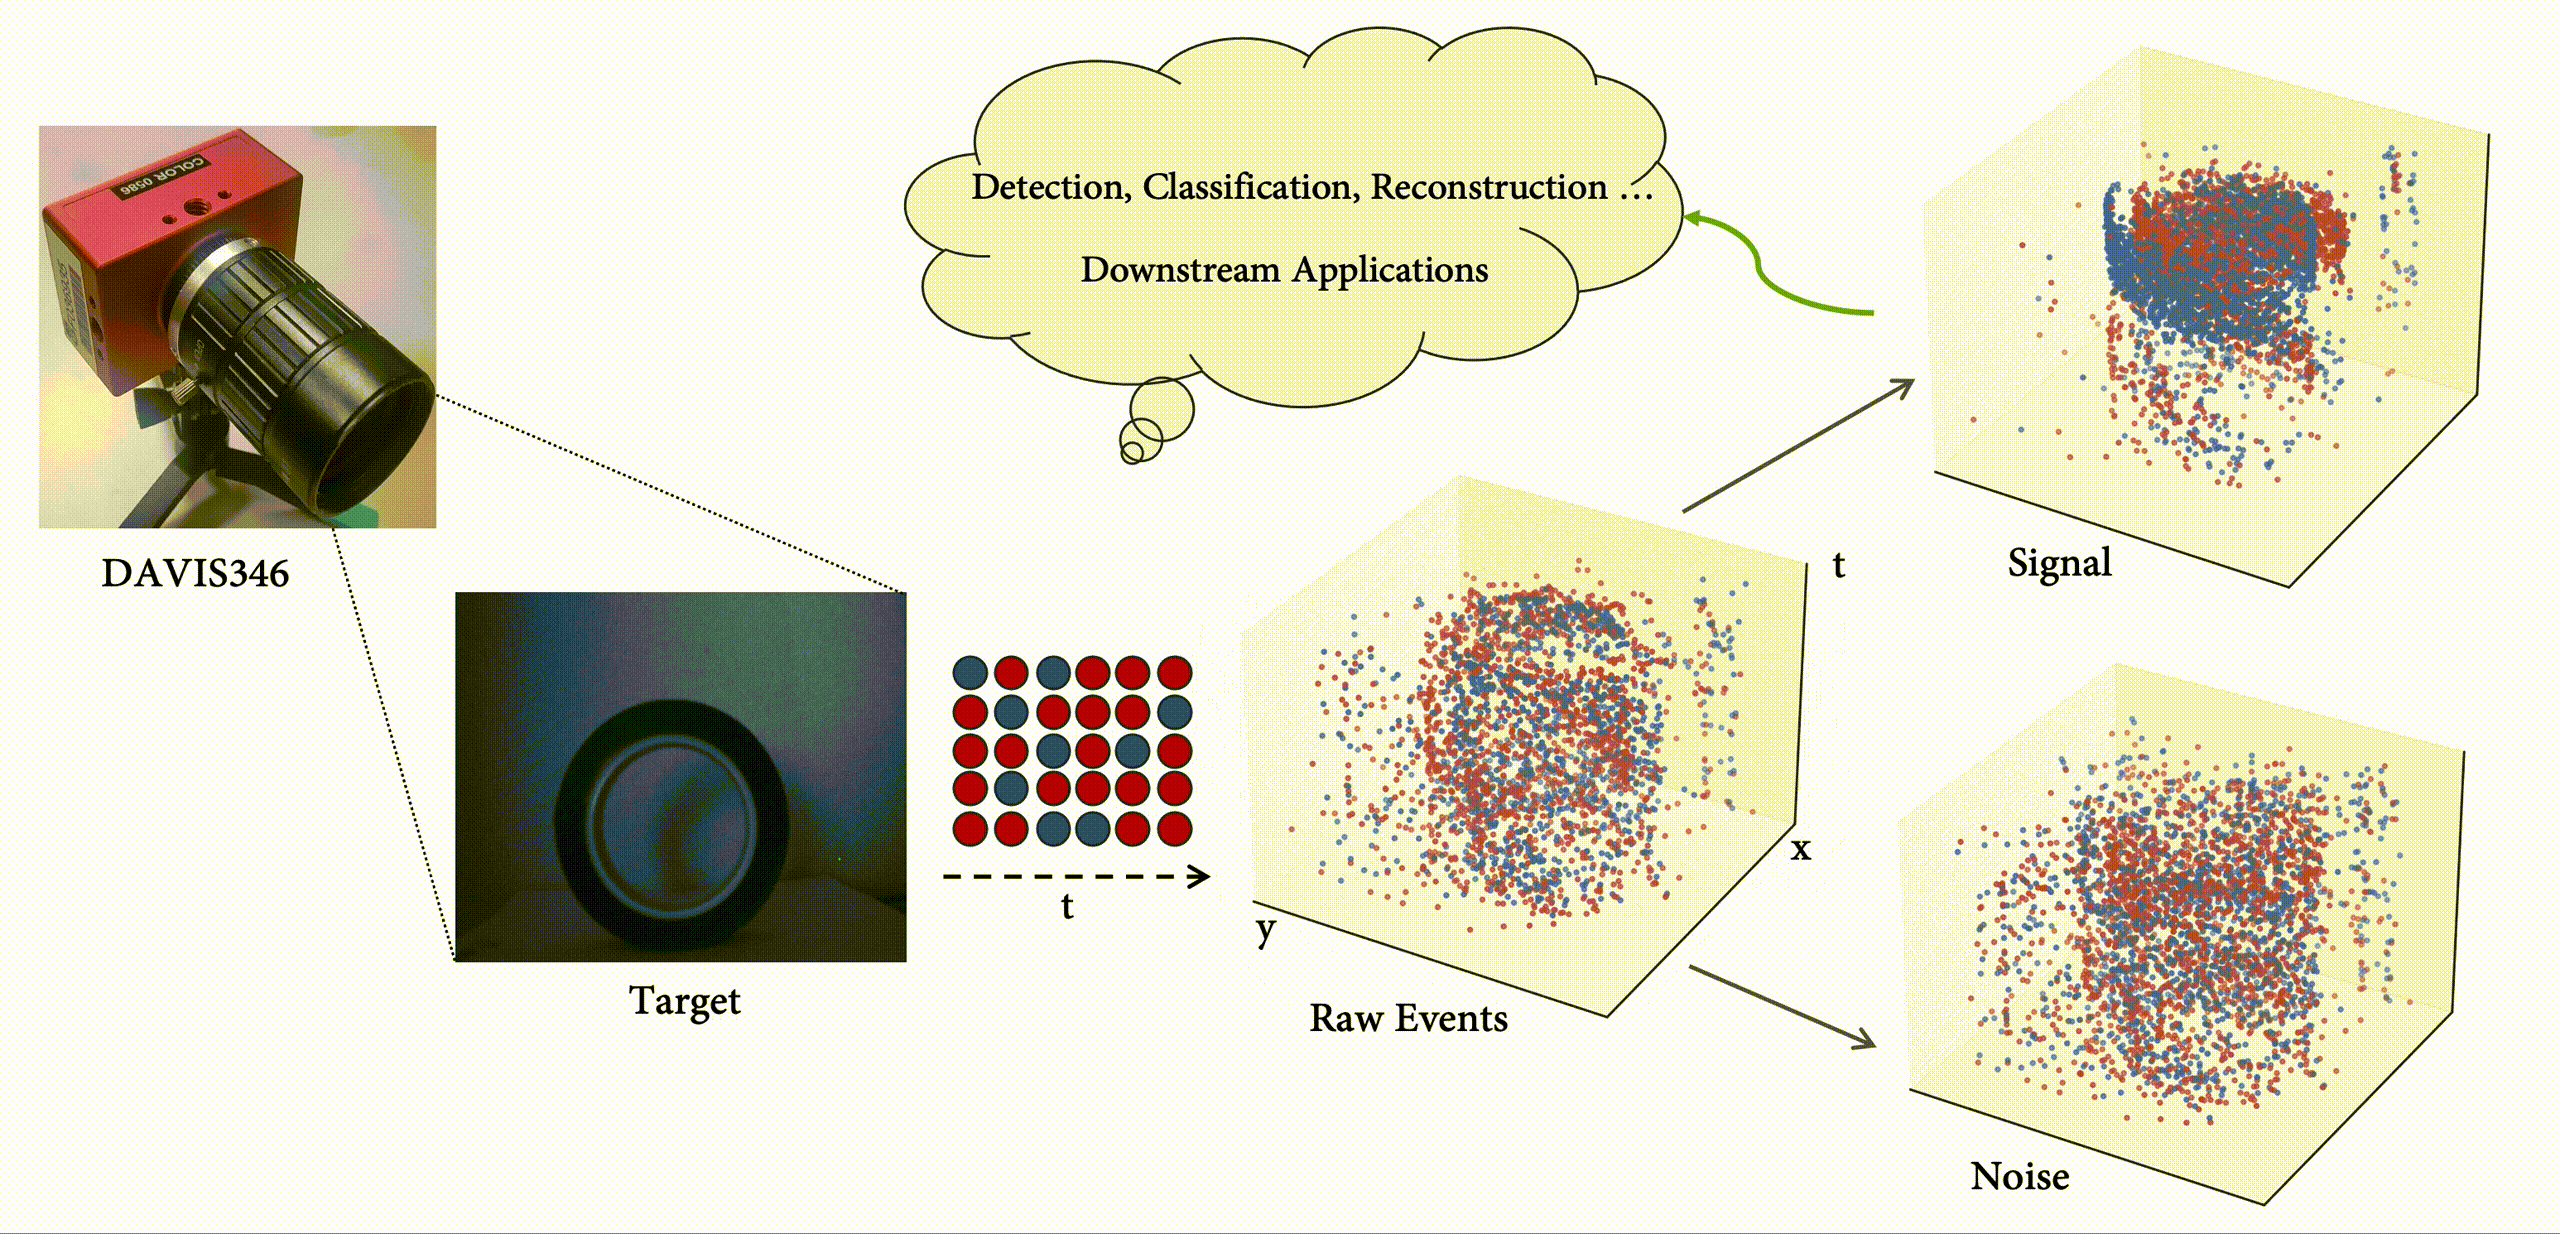 Detection, Classification, Reconstruction ...
Downstream Applications
COLOR 0586
DAVIS346
Target
t
Raw Events
t
x
y
Signal
Noise